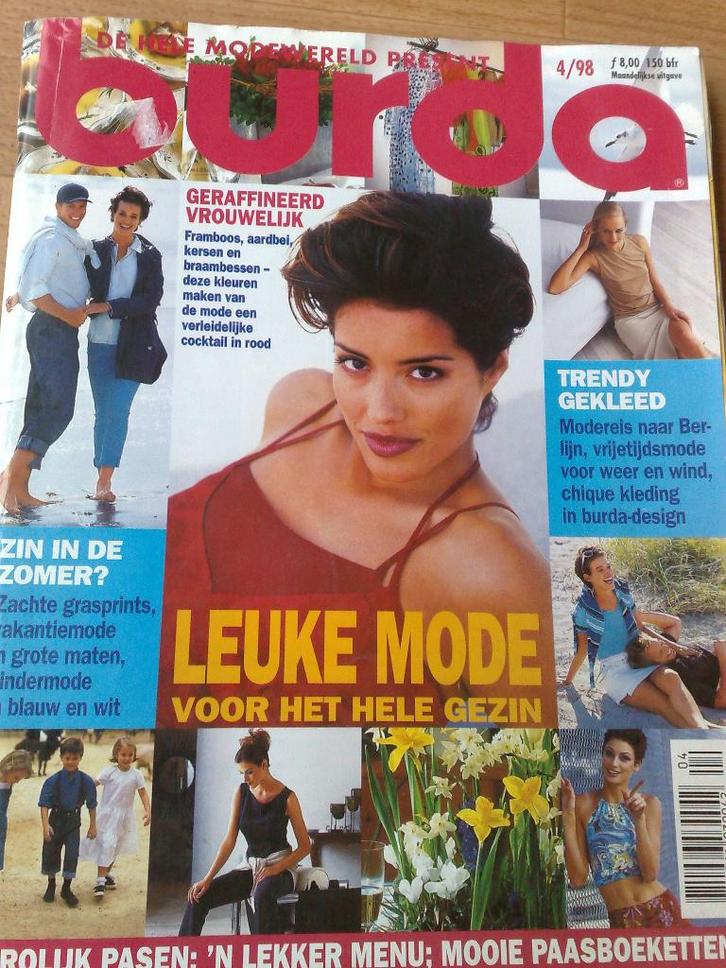 DE HELE MODEWERELD PRESENT
burda®
4/98
ƒ 8,00 150 bfr
Maandelijkse uitgave
GERAFFINEERD
VROUWELIJK
Framboos, aardbei,
kersen en
braambessen –
deze kleuren
maken van
de mode een
verleidelijke
cocktail in rood
TRENDY
GEKLEED
Modereis naar Ber-
lijn, vrijetijdsmode
voor weer en wind,
chique kleding
in burda-design
ZIN IN DE
ZOMER?
Zachte grasprints,
vakantiemode
n grote maten,
indermode
blauw en wit
LEUKE MODE
VOOR HET HELE GEZIN
04
ROLIJK PASEN: 'N LEKKER MENU; MOOIE PAASBOEKETTEN